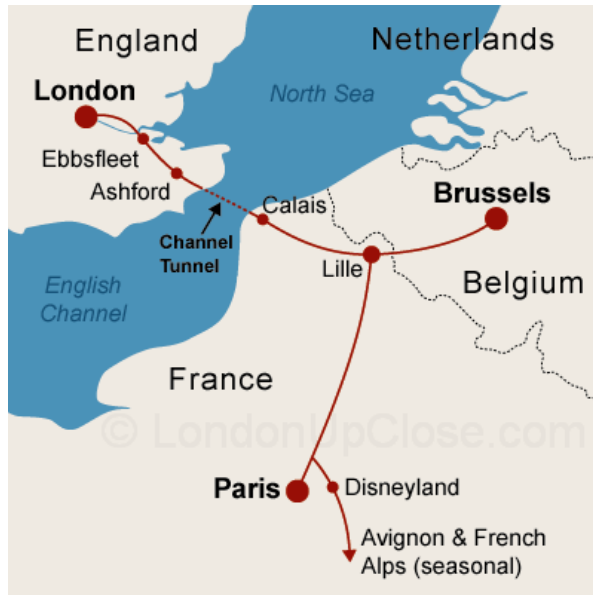 England
Netherlands
London
North Sea
Ebbsfleet
Ashford
Calais
Brussels
Channel
Tunnel
Lille
Belgium
English
Channel
France
© LondonUpClose.com
Paris
Disneyland
Avignon & French
Alps (seasonal)